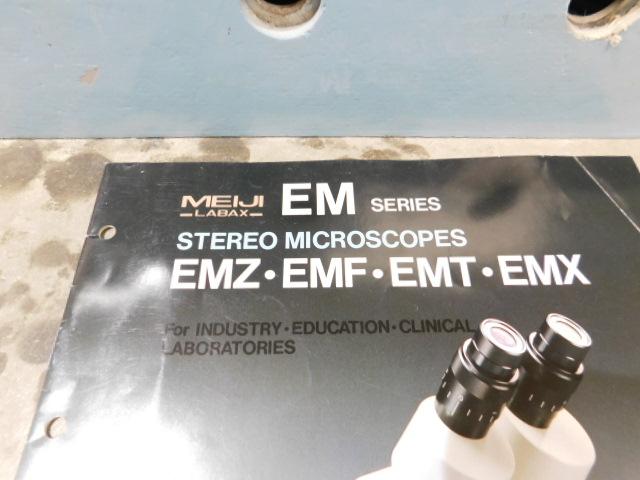 MEIJI
LABAX
EM SERIES
STEREO MICROSCOPES
EMZ·EMF·EMT·EMX
For INDUSTRY·EDUCATION·CLINICAL
LABORATORIES